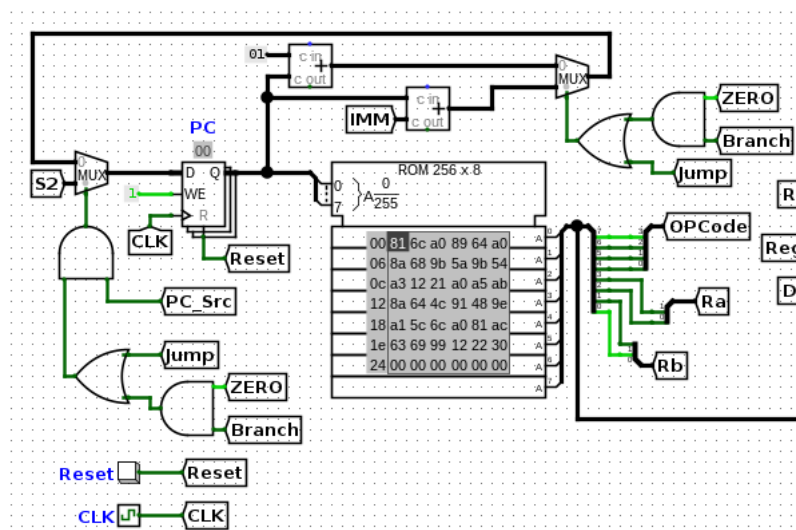 01
c in
+
c out
0
MUX
c in
+
c out
IMM
ZERO
Branch
Jump
PC
00
0
MUX
S2
D Q
1
WE
R
CLK
Reset
ROM 256 x 8
0
7
A
0
255
00 81 6c a0 89 64 a0
06 8a 68 9b 5a 9b 54
0c a3 12 21 a0 a5 ab
12 8a 64 4c 91 48 9e
18 a1 5c 6c a0 81 ac
1e 63 69 99 12 22 30
24 00 00 00 00 00 00
A
A
A
A
A
A
A
A
OPCode
R
Reg
Ra
D
Rb
PC_Src
Jump
ZERO
Branch
Reset
Reset
CLK
CLK